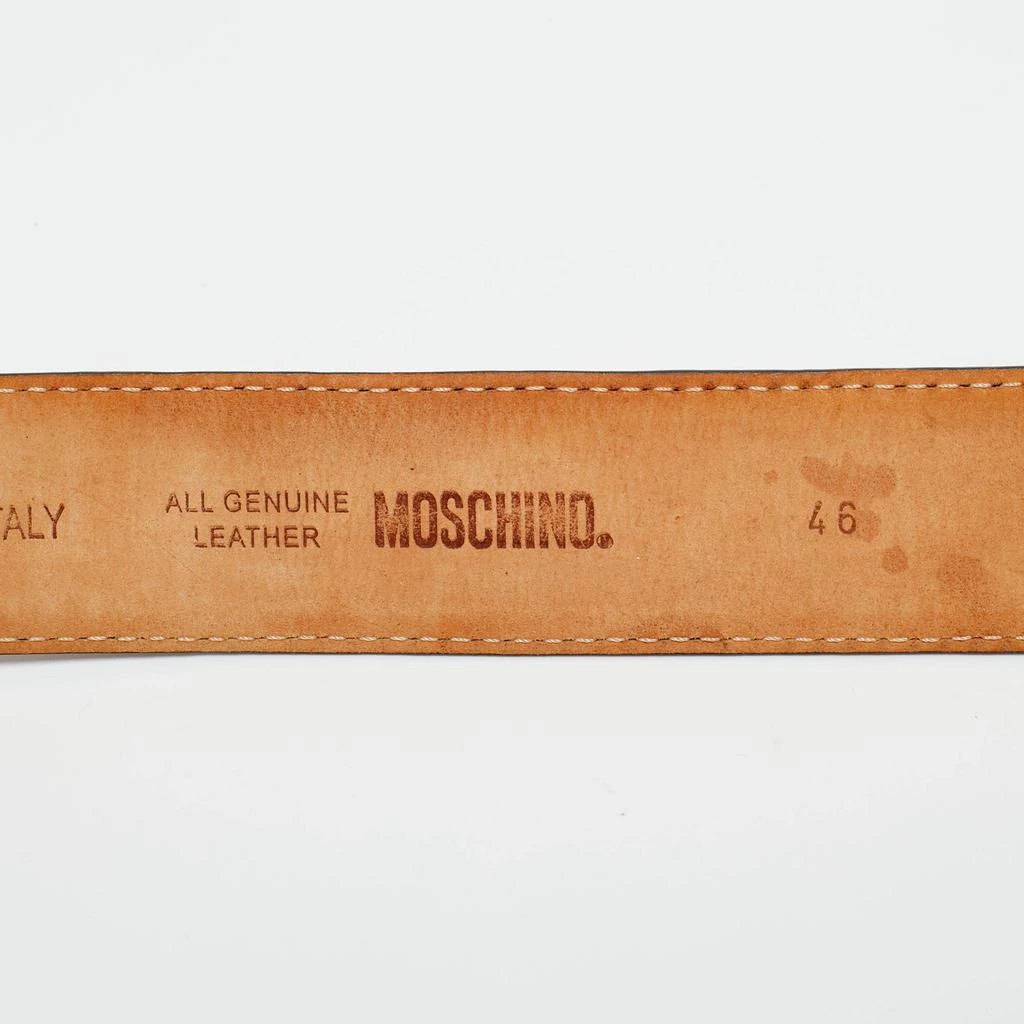 TALY
ALL GENUINE
LEATHER
MOSCHINO.
46